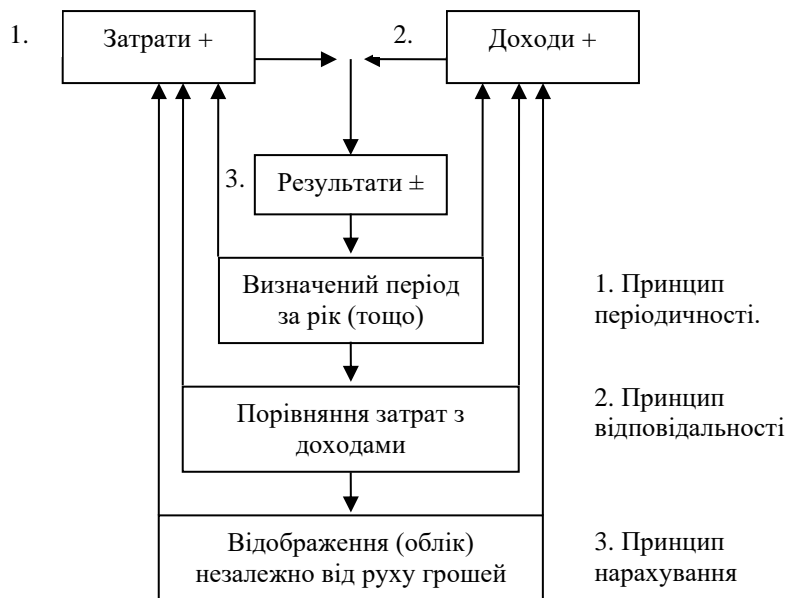 1.
Затрати +
2.
Доходи +
3.
Результати ±
Визначений період
за рік (тощо)
1. Принцип
періодичності.
Порівняння затрат з
доходами
2. Принцип
відповідальності
Відображення (облік)
незалежно від руху грошей
3. Принцип
нарахування